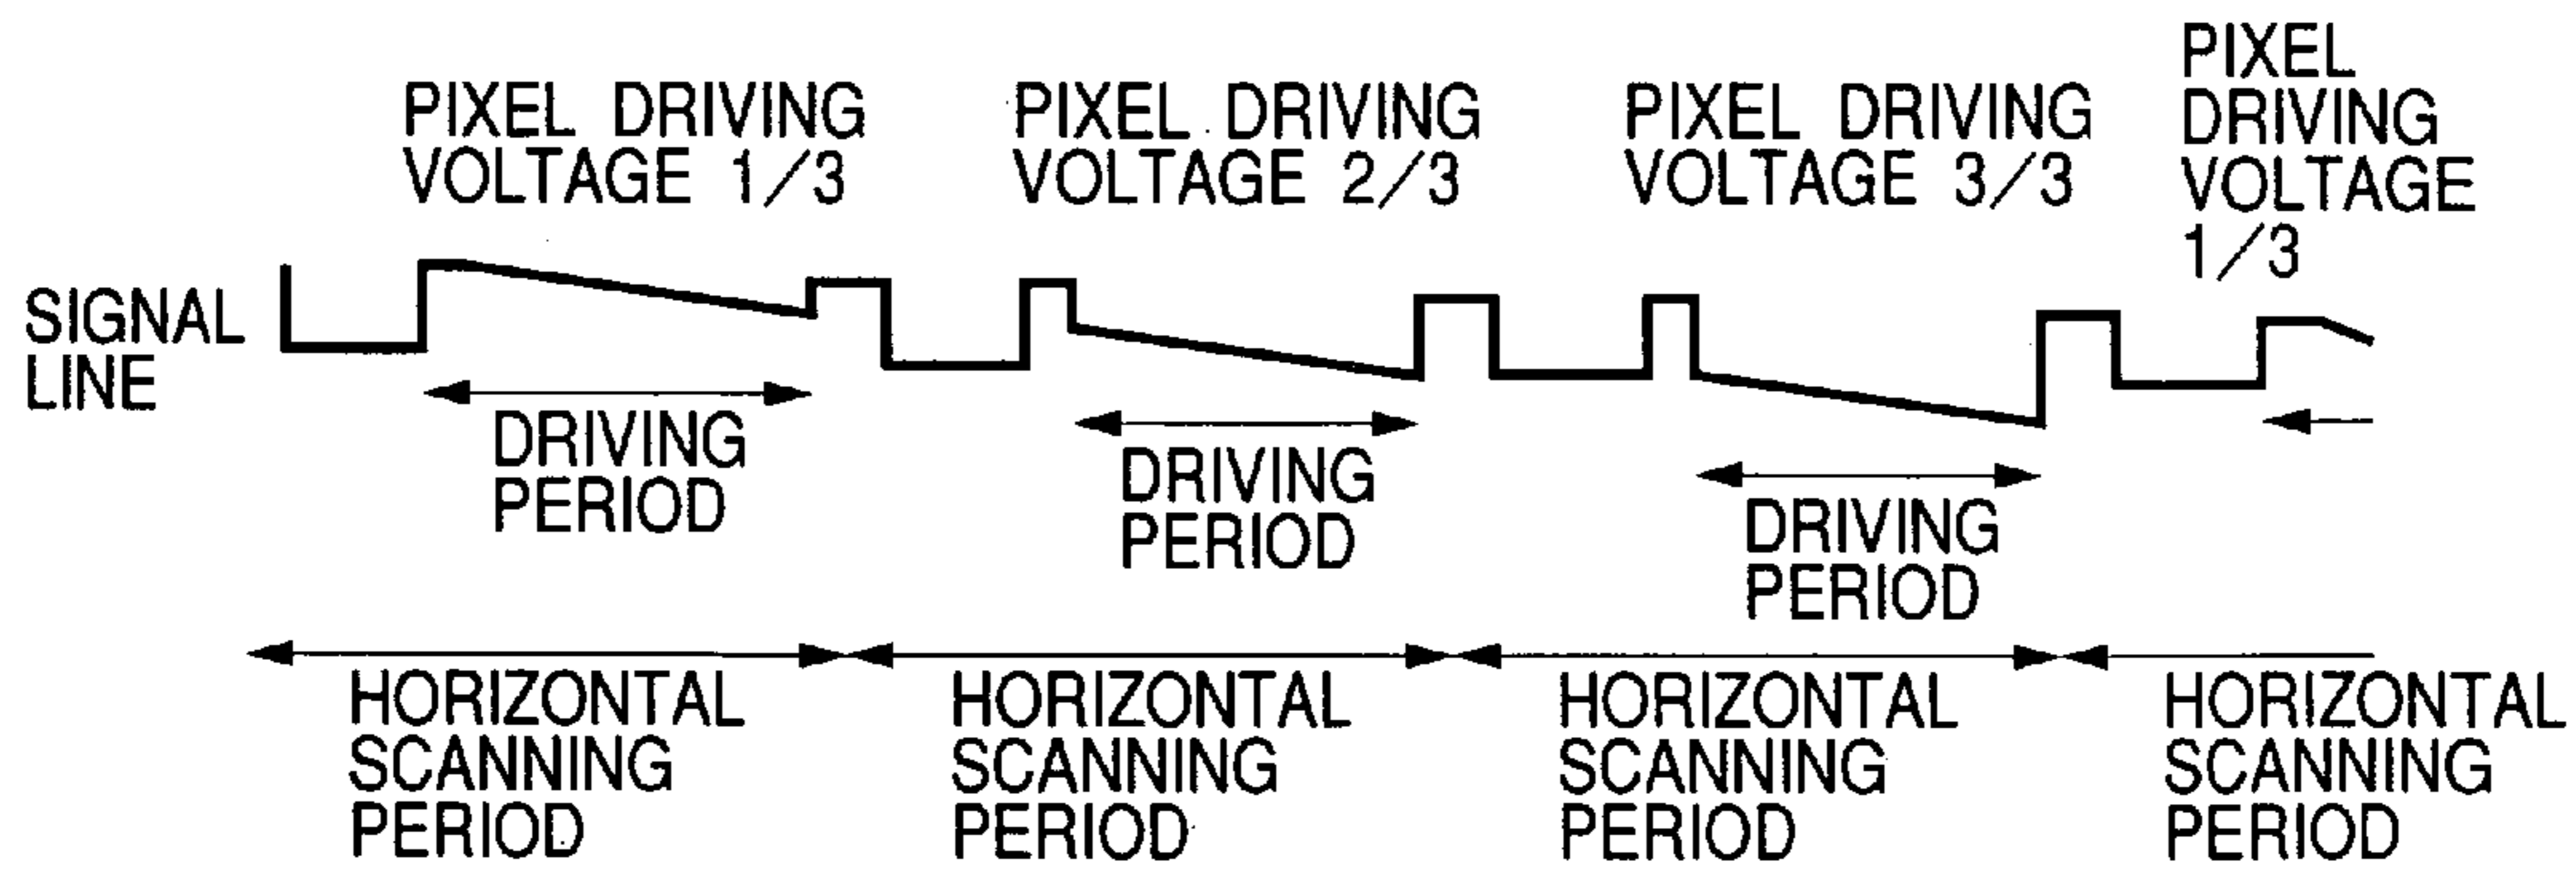 PIXEL DRIVING
VOLTAGE 1/3
PIXEL DRIVING
VOLTAGE 2/3
PIXEL DRIVING
VOLTAGE 3/3
PIXEL
DRIVING
VOLTAGE
1/3
SIGNAL
LINE
DRIVING
PERIOD
DRIVING
PERIOD
DRIVING
PERIOD
HORIZONTAL
SCANNING
PERIOD
HORIZONTAL
SCANNING
PERIOD
HORIZONTAL
SCANNING
PERIOD
HORIZONTAL
SCANNING
PERIOD